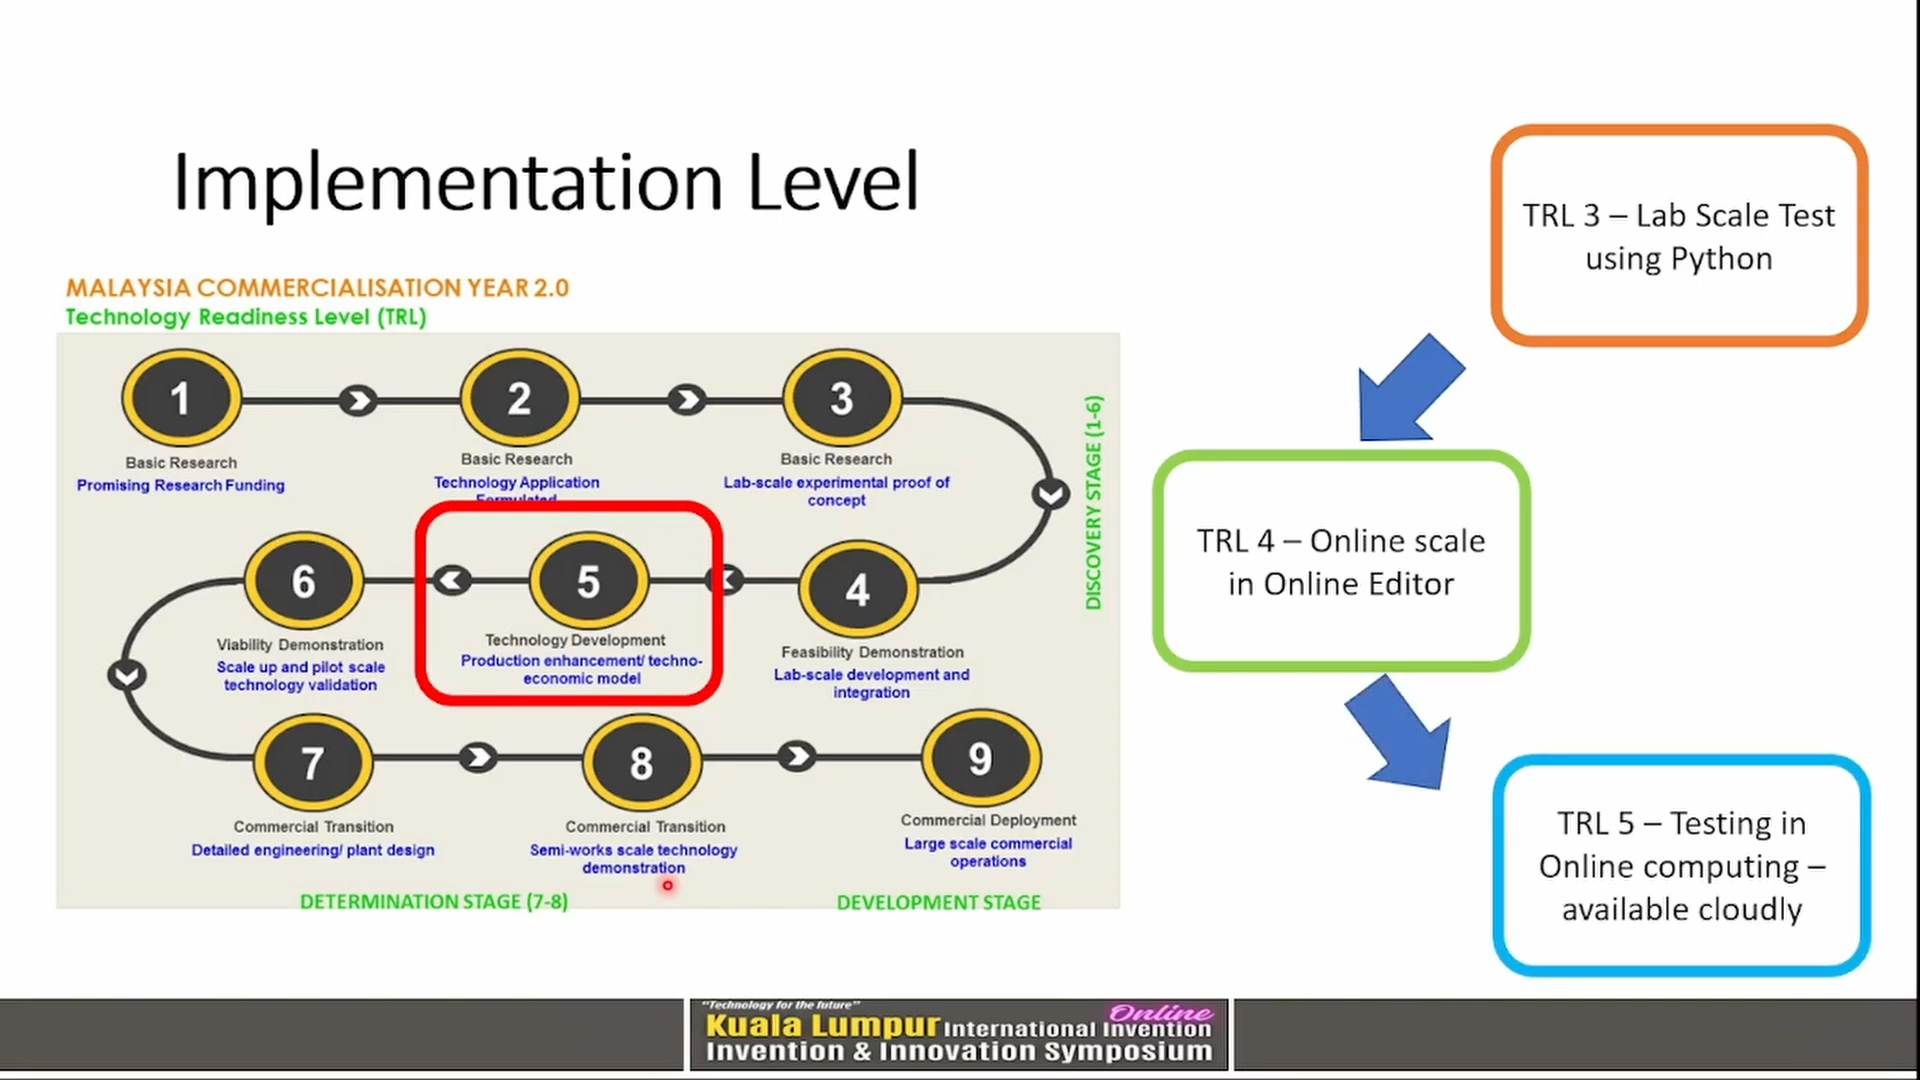 Implementation Level
MALAYSIA COMMERCIALISATION YEAR 2.0
Technology Readiness Level (TRL)
1
Basic Research
Promising Research Funding
2
Basic Research
Technology Application
Formulated
3
Basic Research
Lab-scale experimental proof of
concept
DISCOVERY STAGE (1-6)
6
Viability Demonstration
Scale up and pilot scale
technology validation
5
Technology Development
Production enhancement/ techno-
economic model
4
Feasibility Demonstration
Lab-scale development and
integration
7
Commercial Transition
Detailed engineering/ plant design
8
Commercial Transition
Semi-works scale technology
demonstration
9
Commercial Deployment
Large scale commercial
operations
DETERMINATION STAGE (7-8)
DEVELOPMENT STAGE
TRL 3 – Lab Scale Test
using Python
TRL 4 – Online scale
in Online Editor
TRL 5 – Testing in
Online computing –
available cloudly
"Technology for the future"
Online
Kuala Lumpur International Invention
Invention & Innovation Symposium